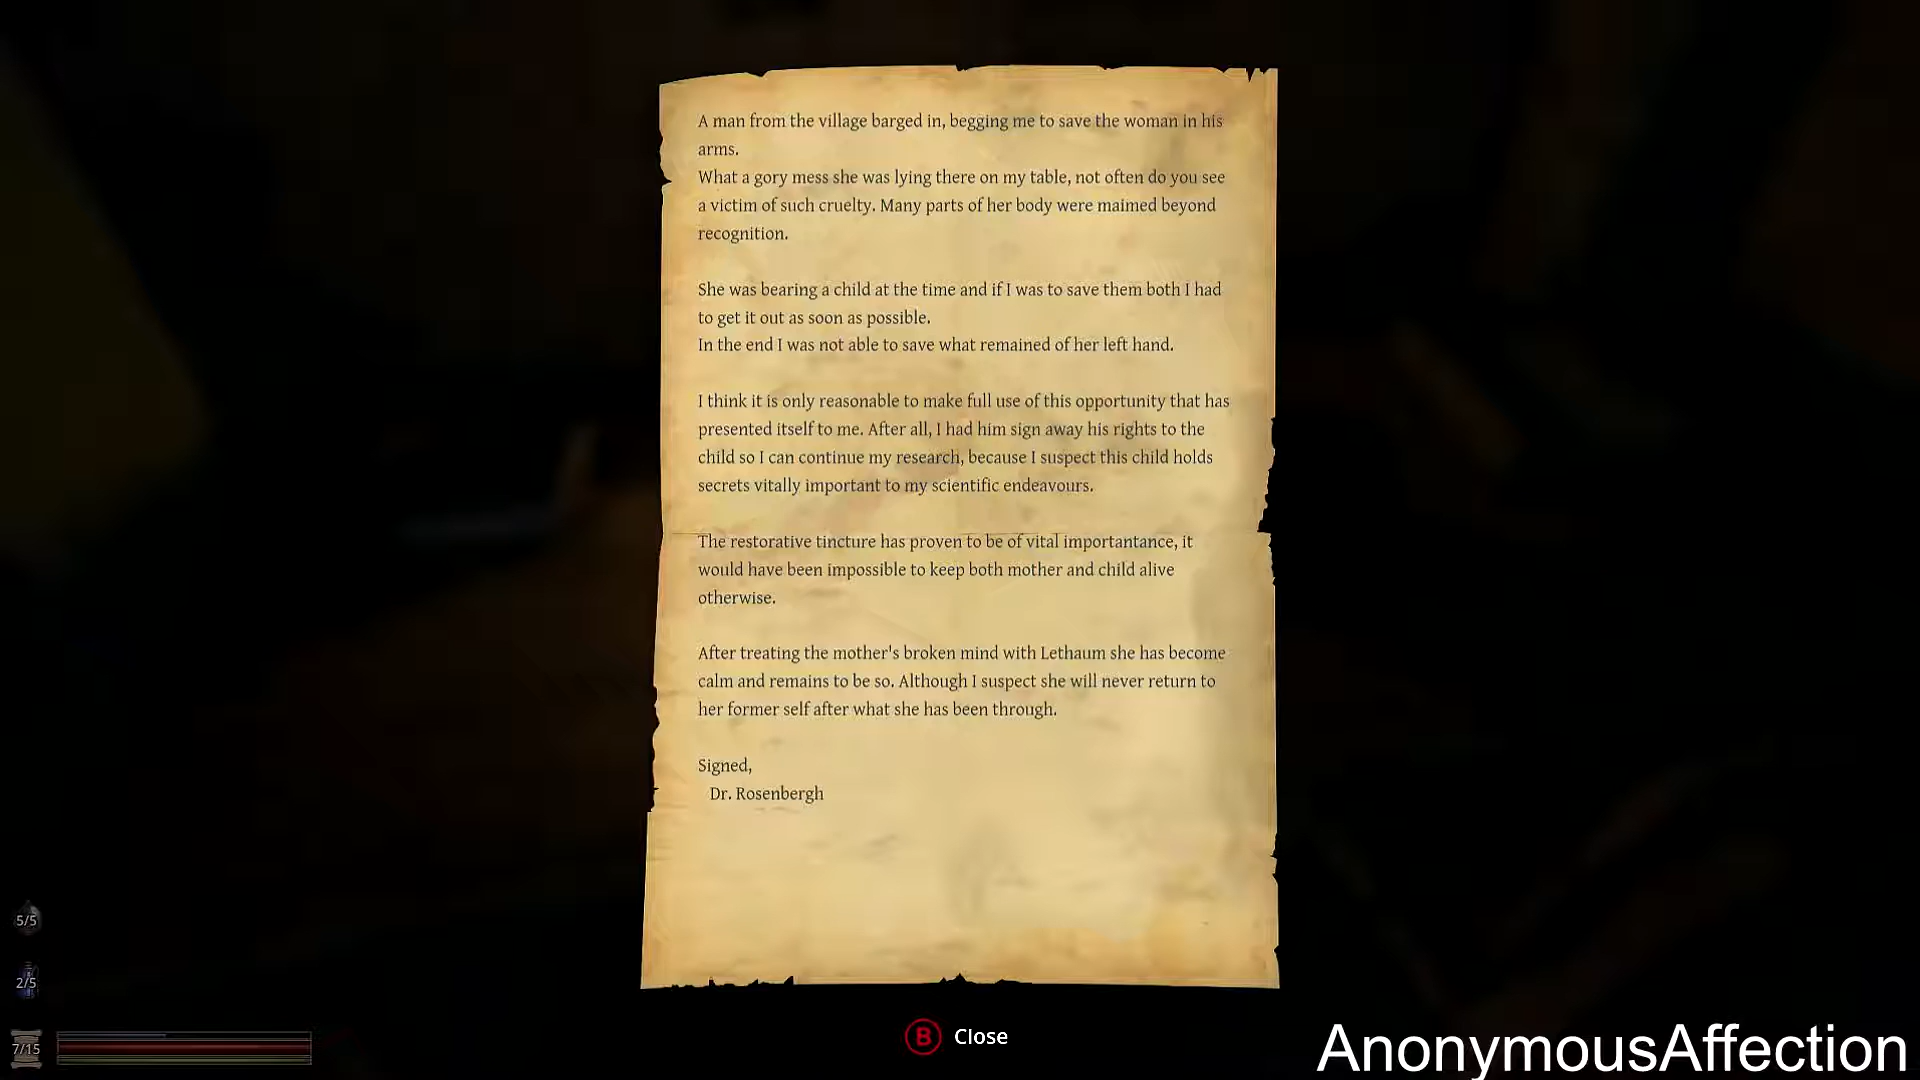 A man from the village barged in, begging me to save the woman in his
arms.
What a gory mess she was lying there on my table, not often do you see
a victim of such cruelty. Many parts of her body were maimed beyond
recognition.
She was bearing a child at the time and if I was to save them both I had
to get it out as soon as possible.
In the end I was not able to save what remained of her left hand.
I think it is only reasonable to make full use of this opportunity that has
presented itself to me. After all, I had him sign away his rights to the
child so I can continue my research, because I suspect this child holds
secrets vitally important to my scientific endeavours.
The restorative tincture has proven to be of vital importantance, it
would have been impossible to keep both mother and child alive
otherwise.
After treating the mother's broken mind with Lethaum she has become
calm and remains to be so. Although I suspect she will never return to
her former self after what she has been through.
Signed,
Dr. Rosenbergh
5/5
2/5
7/15
B Close
AnonymousAffection